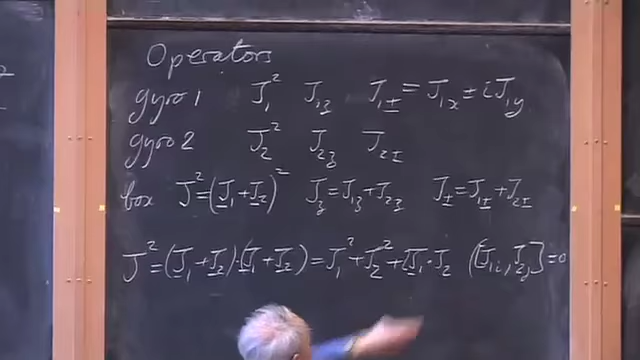 Operators
gyro 1 J₁² J₁z J₁± = J₁ₓ ± iJ₁y
gyro 2 J₂² J₂z J₂±
box J² = (J₁ + J₂)² Jz = J₁z + J₂z J± = J₁± + J₂±
J² = (J₁ + J₂)·(J₁ + J₂) = J₁² + J₂² + 2J₁·J₂ ([J₁ᵢ, J₂ⱼ] = 0